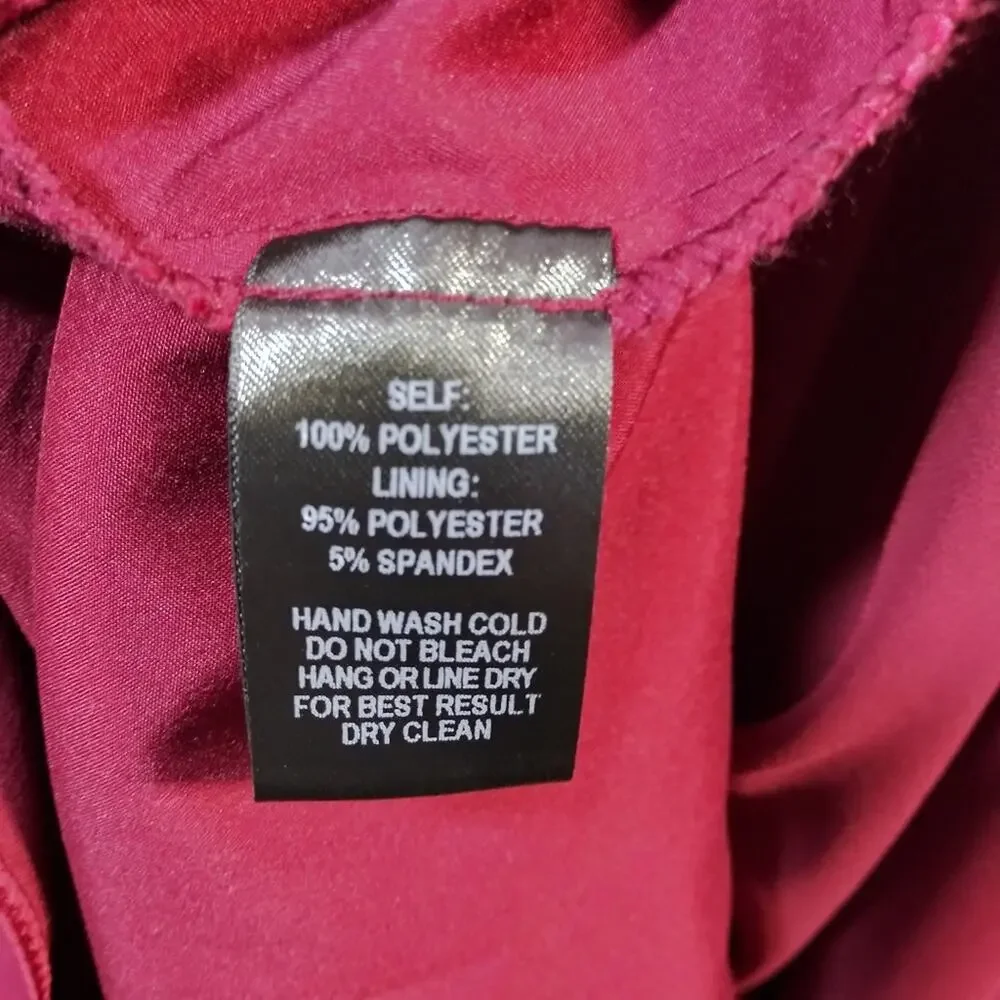 SELF:
100% POLYESTER
LINING:
95% POLYESTER
5% SPANDEX
HAND WASH COLD
DO NOT BLEACH
HANG OR LINE DRY
FOR BEST RESULT
DRY CLEAN